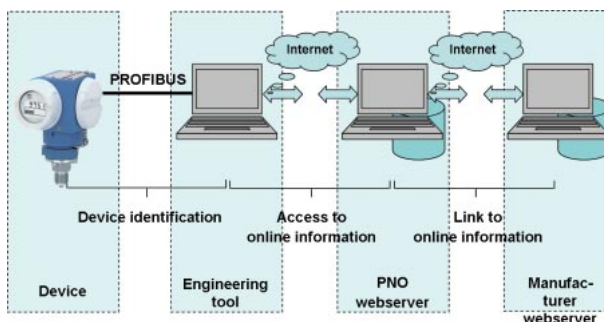 Internet
Internet
PROFIBUS
Device identification
Access to
online information
Link to
online information
Device
Engineering
tool
PNO
webserver
Manufac-
turer
webserver